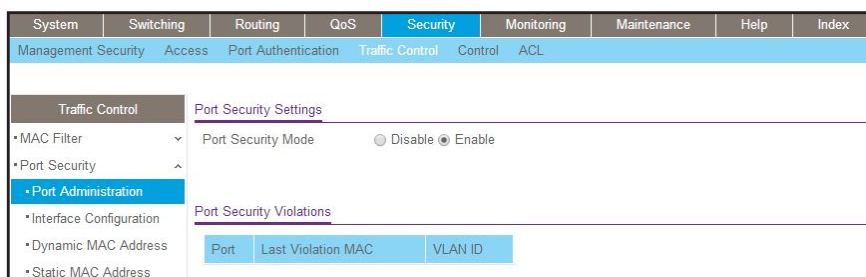 System Switching Routing QoS Security Monitoring Maintenance Help Index
Management Security Access Port Authentication Traffic Control Control ACL
Traffic Control
MAC Filter
Port Security
Port Administration
Interface Configuration
Dynamic MAC Address
Static MAC Address
Port Security Settings
Port Security Mode Disable Enable
Port Security Violations
Port Last Violation MAC VLAN ID